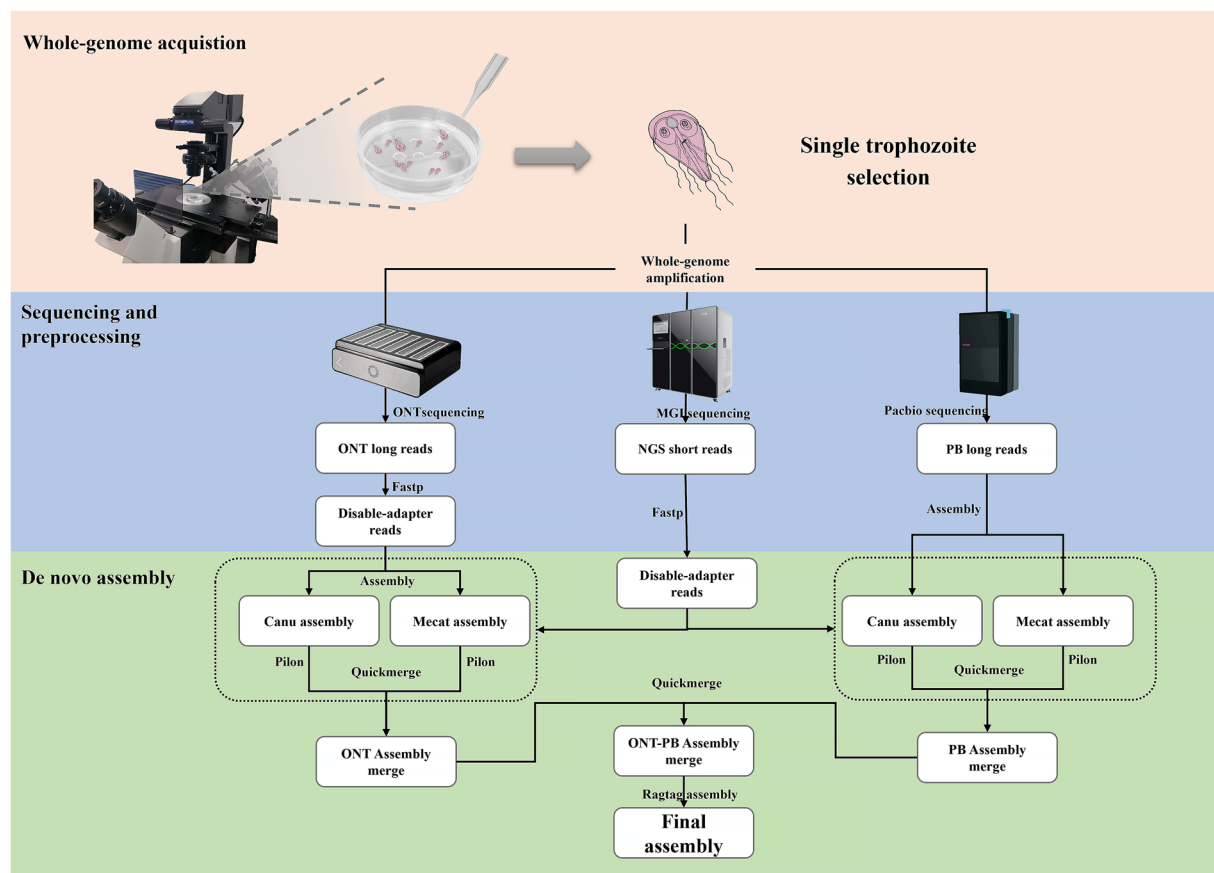 Whole-genome acquistion
Single trophozoite
selection
Whole-genome
amplification
Sequencing and
preprocessing
ONTsequencing
MGI sequencing
Pacbio sequencing
ONT long reads
NGS short reads
PB long reads
Fastp
Disable-adapter
reads
Fastp
Assembly
De novo assembly
Disable-adapter
reads
Assembly
Canu assembly
Mecat assembly
Canu assembly
Mecat assembly
Pilon
Quickmerge
Pilon
Pilon
Quickmerge
Pilon
Quickmerge
ONT Assembly
merge
ONT-PB Assembly
merge
PB Assembly
merge
Ragtag assembly
Final
assembly